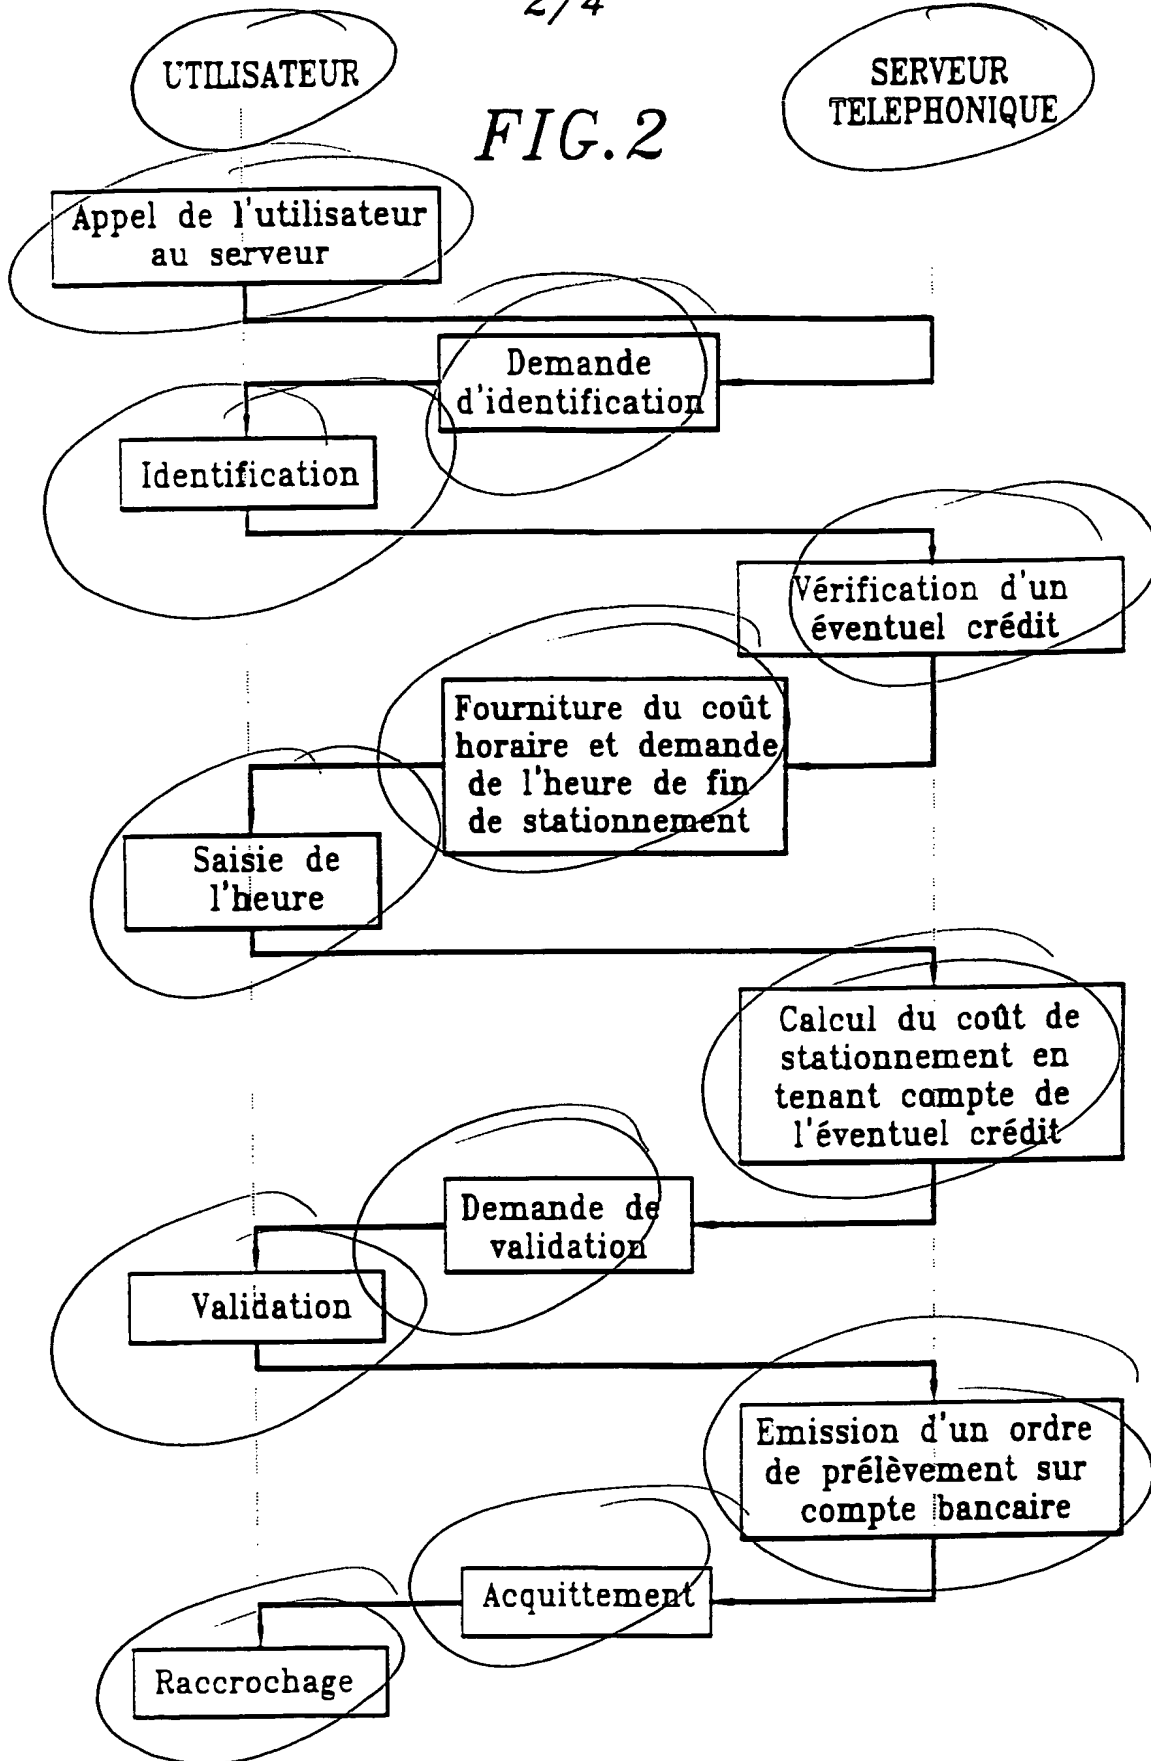 2/4
UTILISATEUR
SERVEUR
TELEPHONIQUE
FIG.2
Appel de l'utilisateur
au serveur
Demande
d'identification
Identification
Vérification d'un
éventuel crédit
Fourniture du coût
horaire et demande
de l'heure de fin
de stationnement
Saisie de
l'heure
Calcul du coût de
stationnement en
tenant compte de
l'éventuel crédit
Demande de
validation
Validation
Emission d'un ordre
de prélèvement sur
compte bancaire
Acquittement
Raccrochage